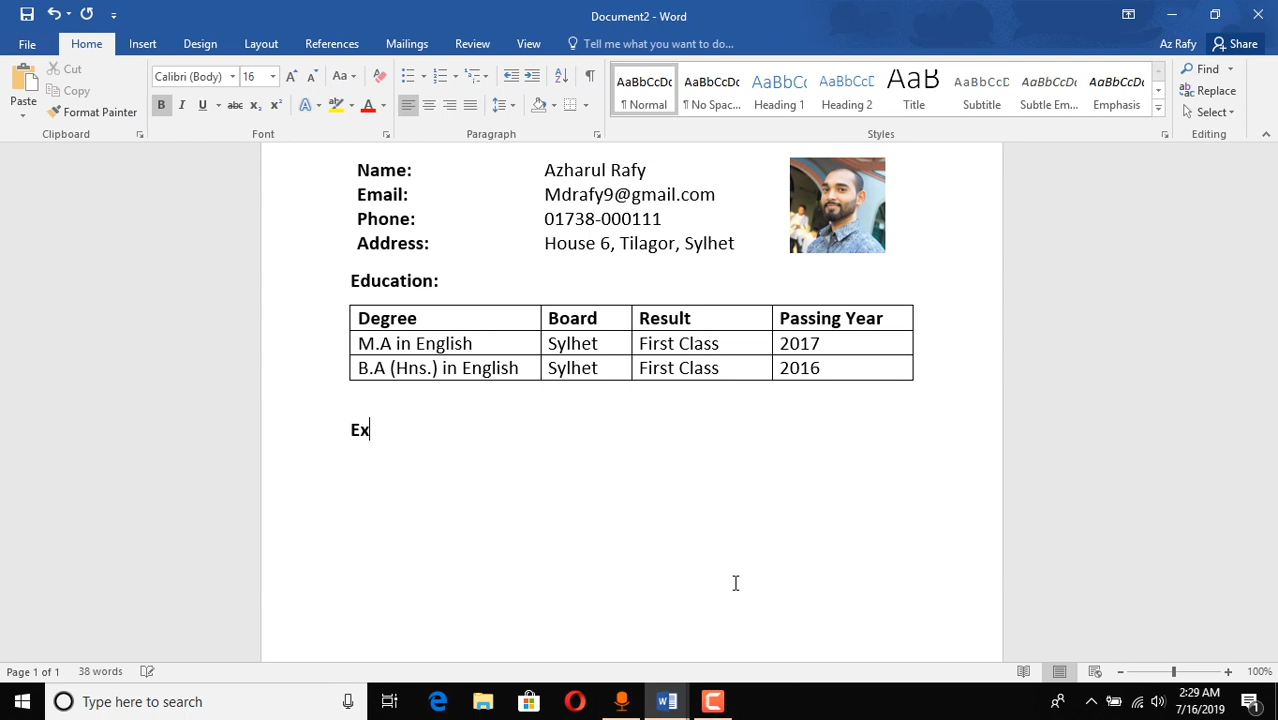 Document2 - Word
File Home Insert Design Layout References Mailings Review View Tell me what you want to do... Az Rafy Share
Paste
Cut
Copy
Format Painter
Clipboard
Calibri (Body) 16
Font
Paragraph
AaBbCcDc AaBbCcDc AaBbCc AaBbCcD AaB AaBbCcD AaBbCcDc AaBbCcDc
¶ Normal ¶ No Spac... Heading 1 Heading 2 Title Subtitle Subtle Em... Emphasis
Styles
Find
Replace
Select
Editing
Name: Azharul Rafy
Email: Mdrafy9@gmail.com
Phone: 01738-000111
Address: House 6, Tilagor, Sylhet
Education:
Degree Board Result Passing Year
M.A in English Sylhet First Class 2017
B.A (Hns.) in English Sylhet First Class 2016
Ex
Page 1 of 1 38 words 100%
Type here to search
2:29 AM
7/16/2019